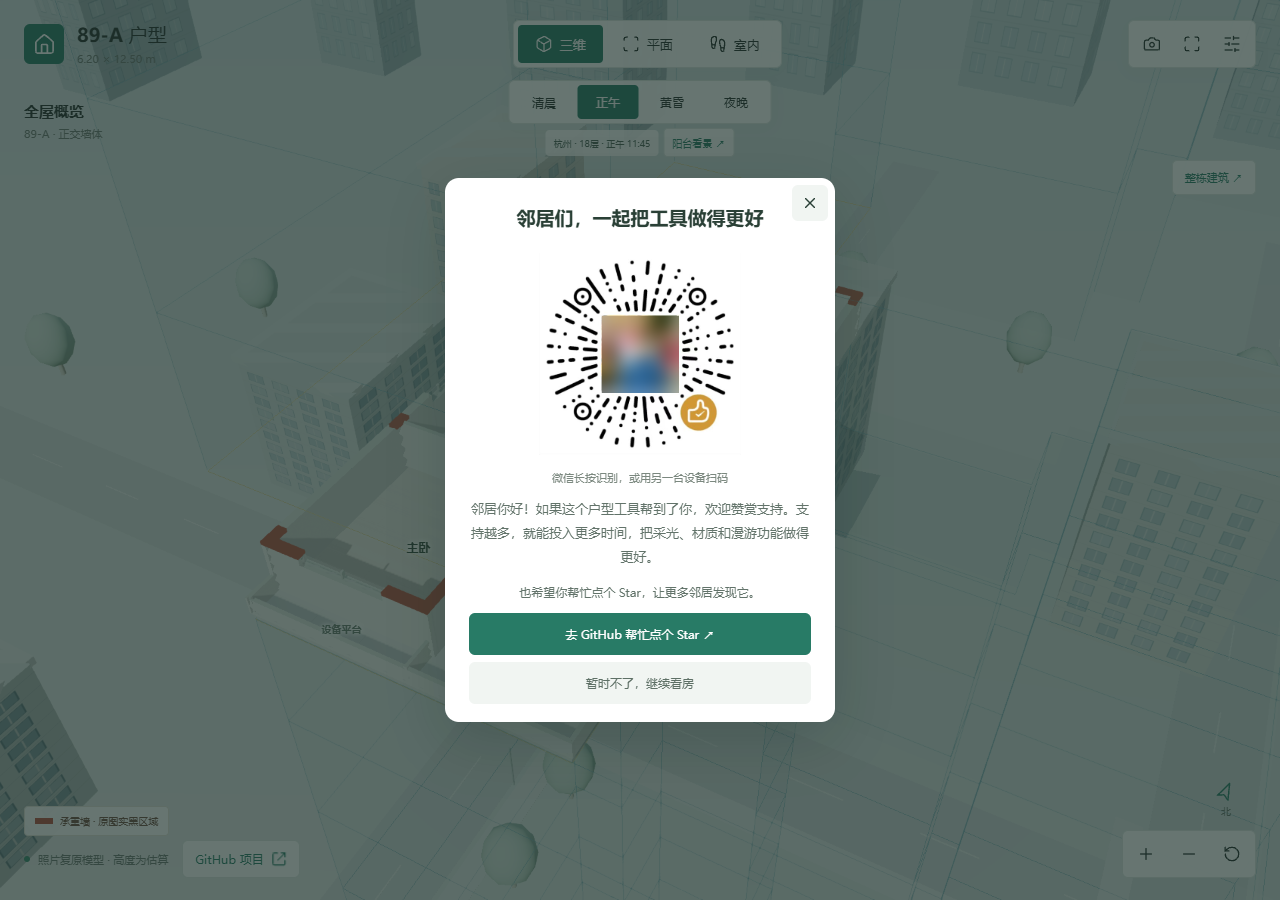 89-A 户型
6.20 × 12.50 m
三维
平面
室内
清晨
正午
黄昏
夜晚
全屋概览
89-A · 正交墙体
杭州 · 18层 · 正午 11:45
阳台看景 ↗
整栋建筑 ↗
邻居们，一起把工具做得更好
微信长按识别，或用另一台设备扫码
邻居你好！如果这个户型工具帮到了你，欢迎赞赏支持。支
持越多，就能投入更多时间，把采光、材质和漫游功能做得
更好。
也希望你帮忙点个 Star，让更多邻居发现它。
去 GitHub 帮忙点个 Star ↗
暂时不了，继续看房
主卧
设备平台
北
承重墙 · 原图实黑区域
照片复原模型 · 高度为估算
GitHub 项目